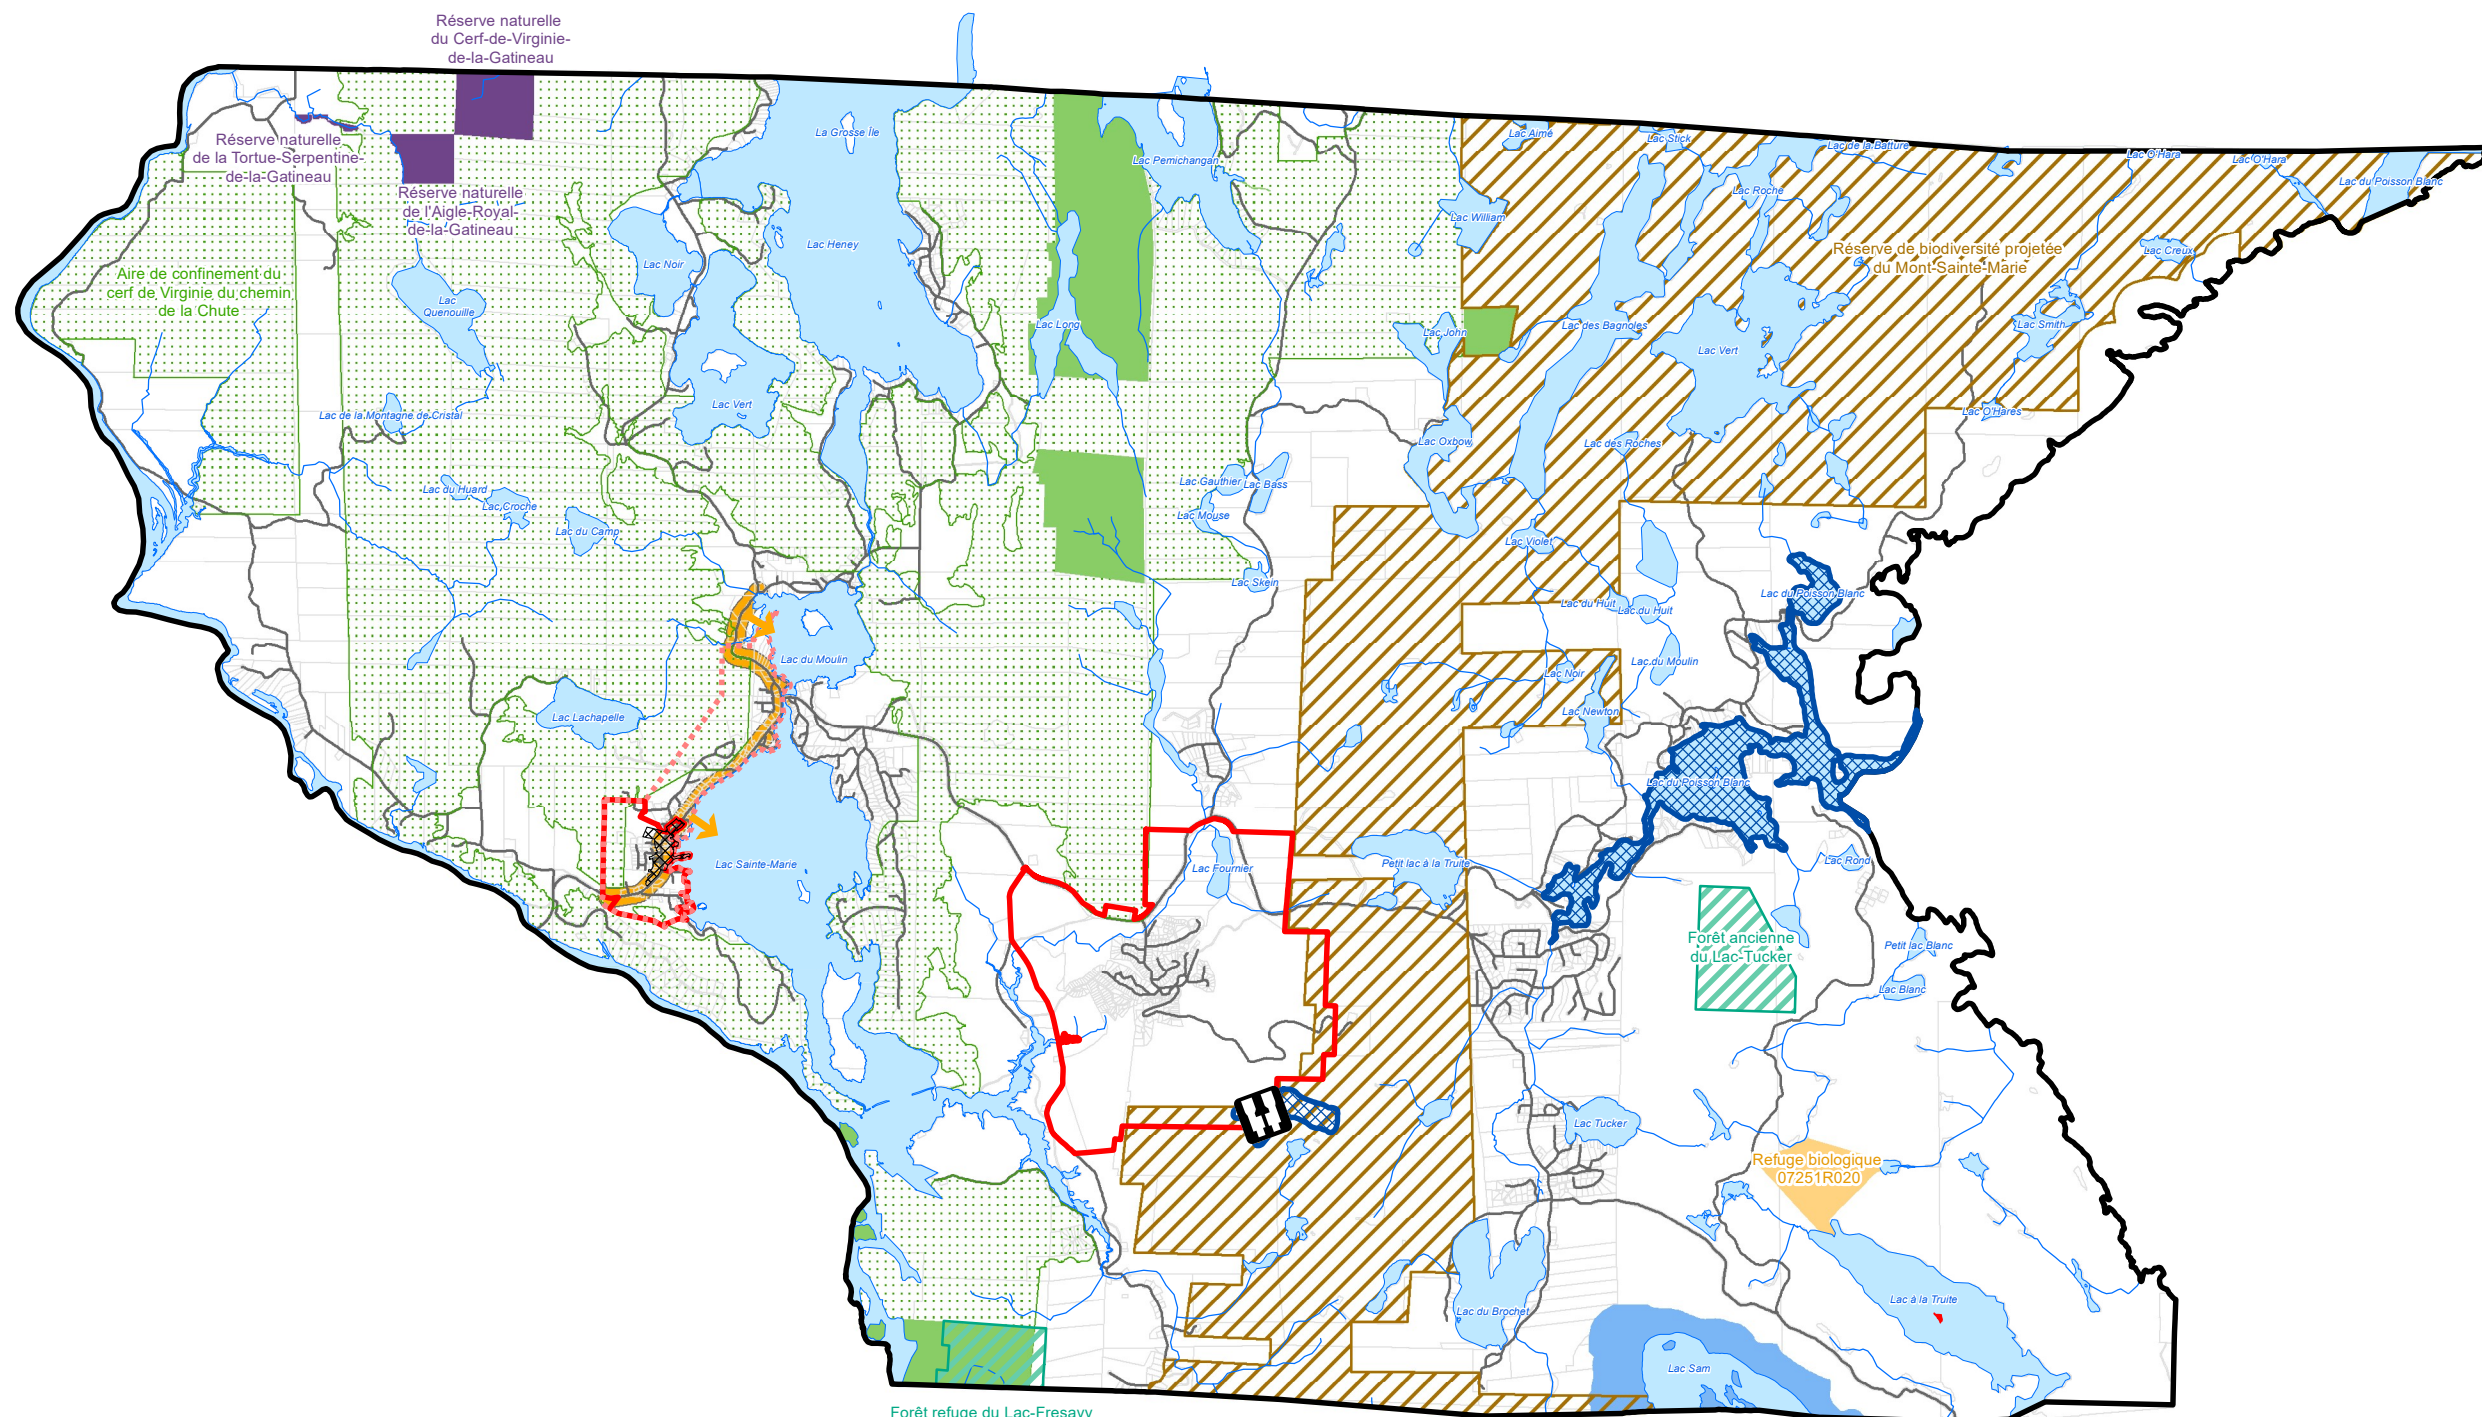 Réserve naturelle
du Cerf-de-Virginie-
de-la-Gatineau
Réserve naturelle
de la Tortue-Serpentine-
de-la-Gatineau
Réserve naturelle
de l'Aigle-Royal-
de-la-Gatineau
Aire de confinement du
cerf de Virginie du chemin
de la Chute
La Grosse Île
Lac Pemichangan
Lac Aimé
Lac Stick
Lac de la Batture
Lac O'Hara
Lac O'Hara
Lac du Poisson Blanc
Lac Roche
Lac William
Réserve de biodiversité projetée
du Mont-Sainte-Marie
Lac Creux
Lac Heney
Lac Noir
Lac
Quenouille
Lac Long
Lac John
Lac des Bagnoles
Lac Vert
Lac Smith
Lac Vert
Lac de la Montagne de Cristal
Lac O'Hares
Lac Oxbow
Lac des Roches
Lac du Huard
Lac Croche
Lac Gauthier
Lac Bass
Lac Mouse
Lac du Camp
Lac Violet
Lac Skein
Lac du Poisson Blanc
Lac du Huit
Lac du Huit
Lac du Moulin
Lac du Moulin
Lac Noir
Lac Newton
Lac Lachapelle
Lac du Poisson Blanc
Lac Sainte-Marie
Lac Fournier
Petit lac à la Truite
Lac Rond
Forêt ancienne
du Lac-Tucker
Petit lac Blanc
Lac Blanc
Lac Tucker
Refuge biologique
07251R020
Lac du Brochet
Lac à la Truite
Lac Sam
Forêt refuge du Lac-Fresavy